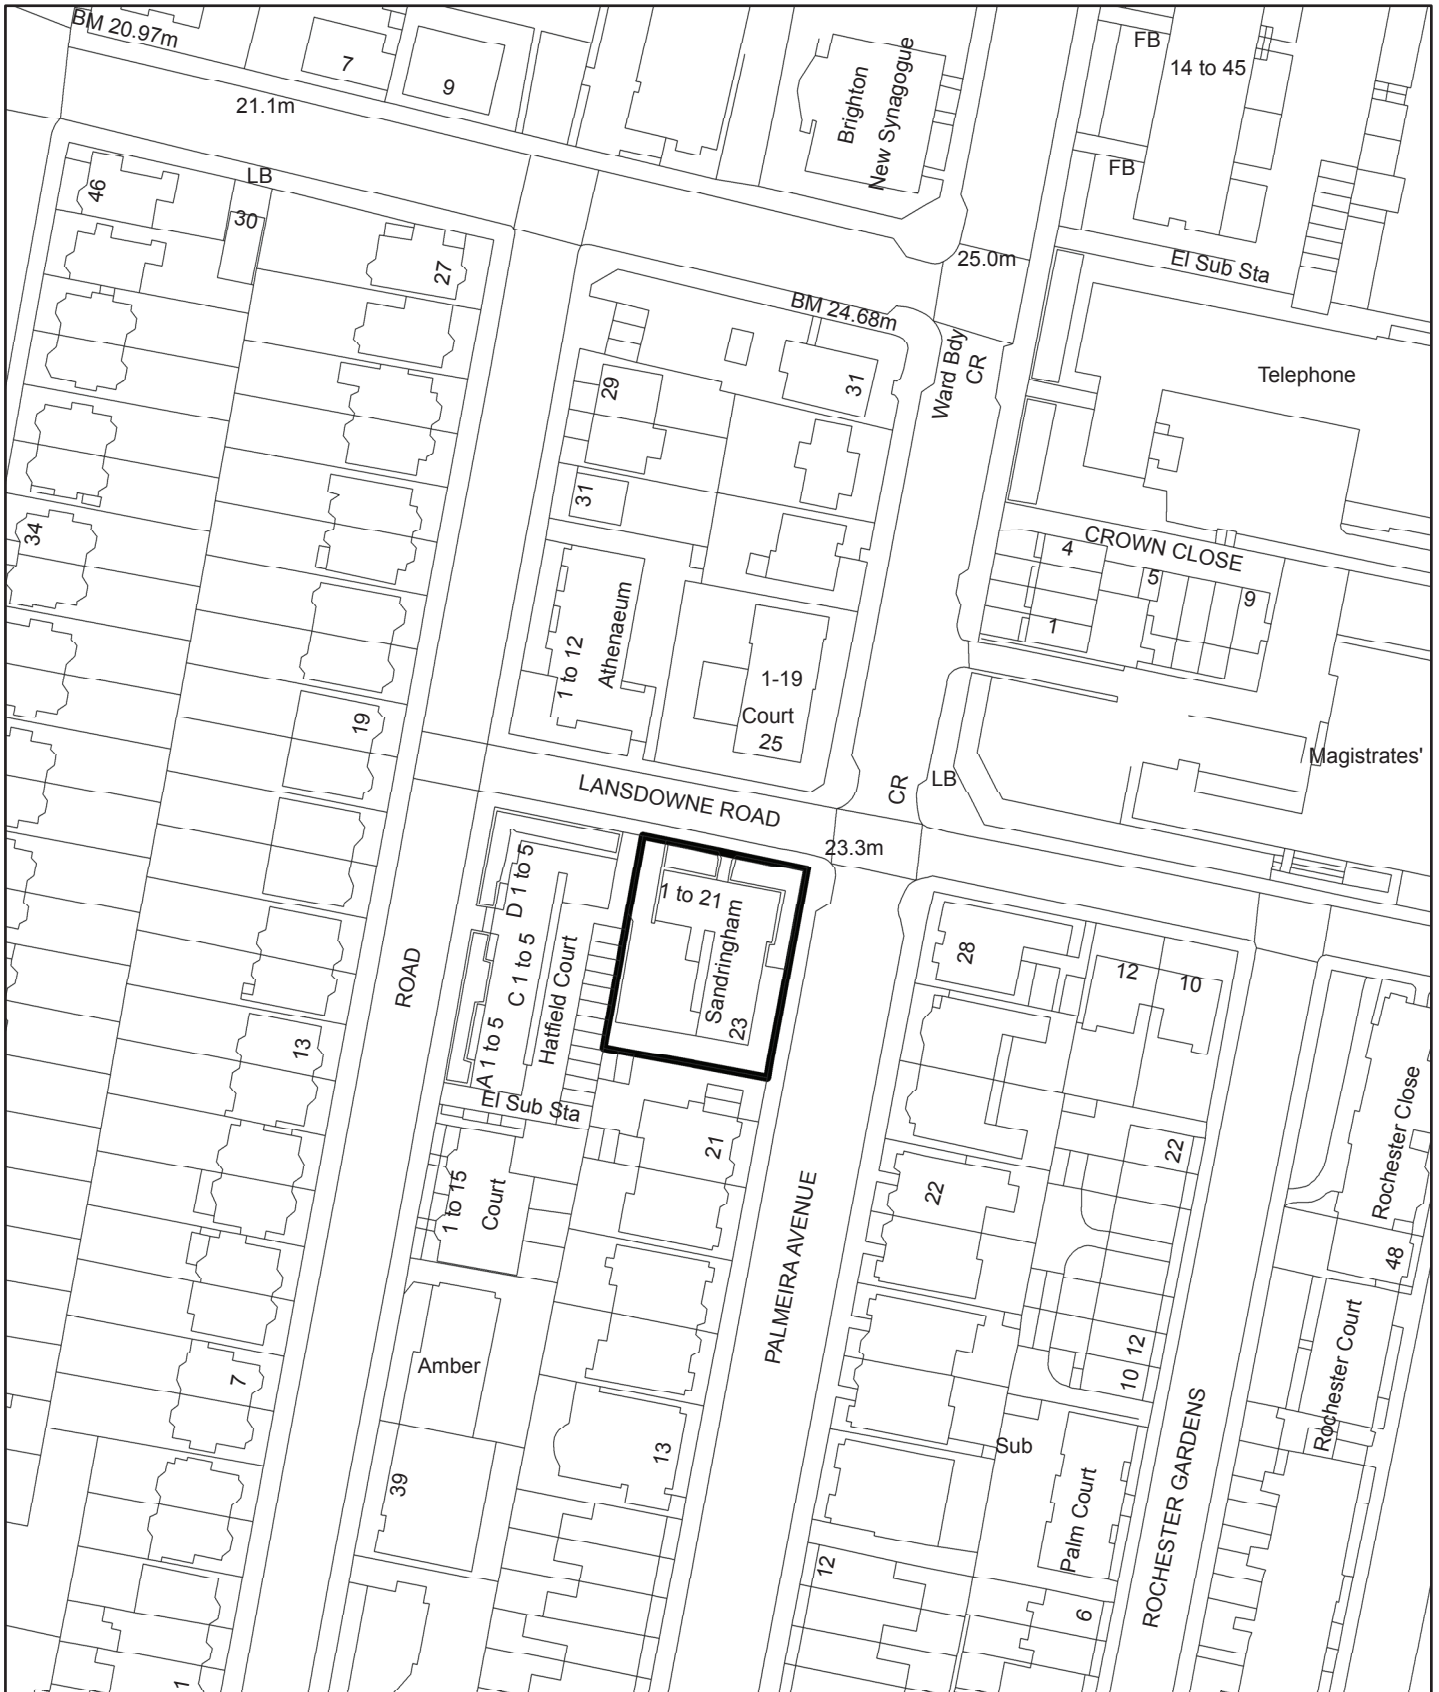 BM 20.97m
7
9
21.1m
Brighton
New Synagogue
FB
14 to 45
FB
46
LB
30
27
25.0m
El Sub Sta
BM 24.68m
Ward Bdy
CR
29
31
Telephone
31
34
CROWN CLOSE
4
5
9
1
1 to 12
Athenaeum
1-19
Court
25
19
Magistrates'
LANSDOWNE ROAD
CR
LB
23.3m
D 1 to 5
C 1 to 5
A 1 to 5
Hatfield Court
1 to 21
Sandringham
23
ROAD
28
12
10
13
El Sub Sta
21
22
22
Rochester Close
1 to 15
Court
PALMEIRA AVENUE
48
Amber
7
12
10
Rochester Court
ROCHESTER GARDENS
39
13
Sub
Palm Court
12
6
1